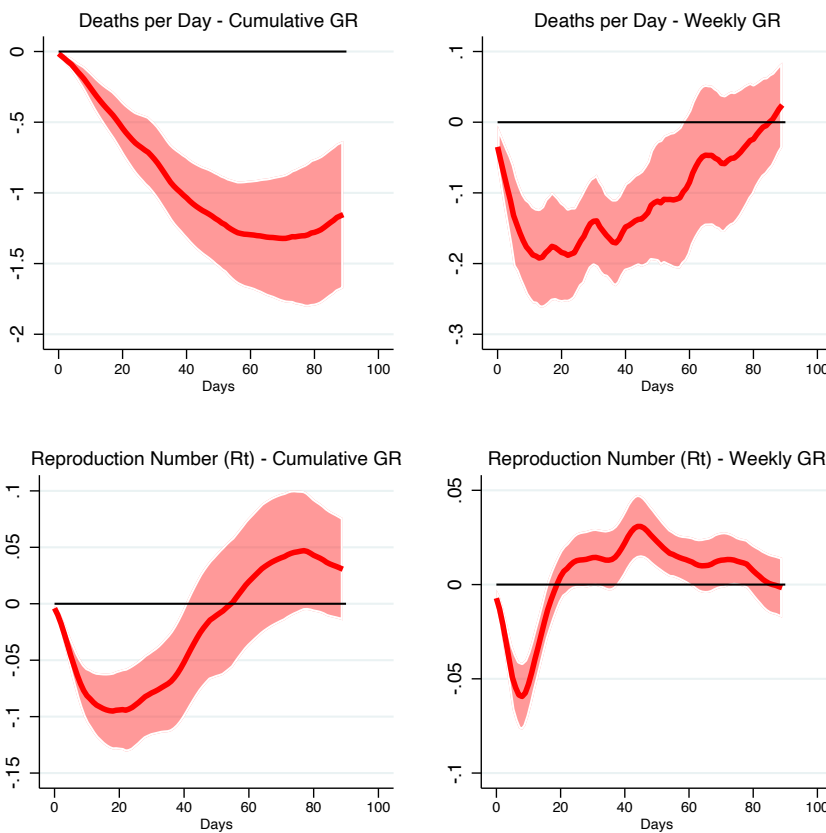 Deaths per Day - Cumulative GR
0
-.5
-1
-1.5
-2
0 20 40 60 80 100
Days
Deaths per Day - Weekly GR
.1
0
-.1
-.2
-.3
0 20 40 60 80 100
Days
Reproduction Number (Rt) - Cumulative GR
.1
.05
0
-.05
-.1
-.15
0 20 40 60 80 100
Days
Reproduction Number (Rt) - Weekly GR
.05
0
-.05
-.1
0 20 40 60 80 100
Days